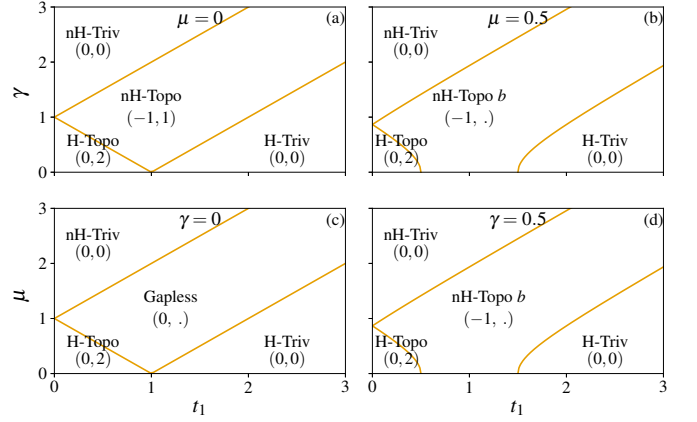 3
nH-Triv
(0, 0)
μ = 0
(a)
2
nH-Topo
(−1, 1)
γ
1
H-Topo
(0, 2)
H-Triv
(0, 0)
0
nH-Triv
(0, 0)
μ = 0.5
(b)
nH-Topo b
(−1, .)
H-Topo
(0, 2)
H-Triv
(0, 0)
3
nH-Triv
(0, 0)
γ = 0
(c)
2
Gapless
(0, .)
μ
1
H-Topo
(0, 2)
H-Triv
(0, 0)
0
0 1 2 3
t₁
nH-Triv
(0, 0)
γ = 0.5
(d)
nH-Topo b
(−1, .)
H-Topo
(0, 2)
H-Triv
(0, 0)
0 1 2 3
t₁